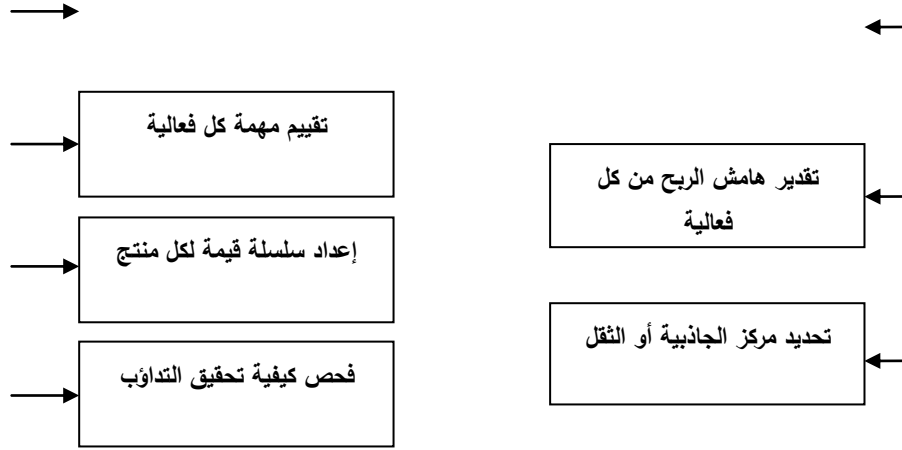 تقييم مهمة كل فعالية
تقدير هامش الربح من كل
فعالية
إعداد سلسلة قيمة لكل منتج
تحديد مركز الجاذبية أو الثقل
فحص كيفية تحقيق التداؤب